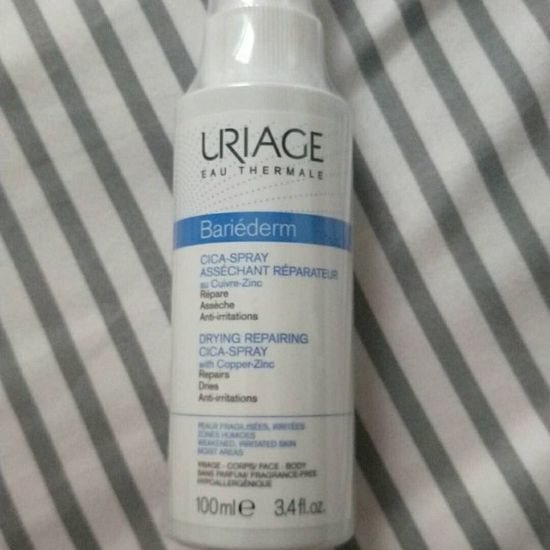 URIAGE
EAU THERMALE
Bariéderm
CICA-SPRAY
ASSÉCHANT RÉPARATEUR
au Cuivre-Zinc
Répare
Assèche
Anti-irritations
DRYING REPAIRING
CICA-SPRAY
with Copper-Zinc
Repairs
Dries
Anti-irritations
PEAUX FRAGILISÉES, IRRITÉES
ZONES HUMIDES
WEAKENED, IRRITATED SKIN
MOIST AREAS
VISAGE - CORPS/ FACE - BODY
SANS PARFUM/ FRAGRANCE-FREE
HYPOALLERGÉNIQUE
100ml e 3.4fl.oz.